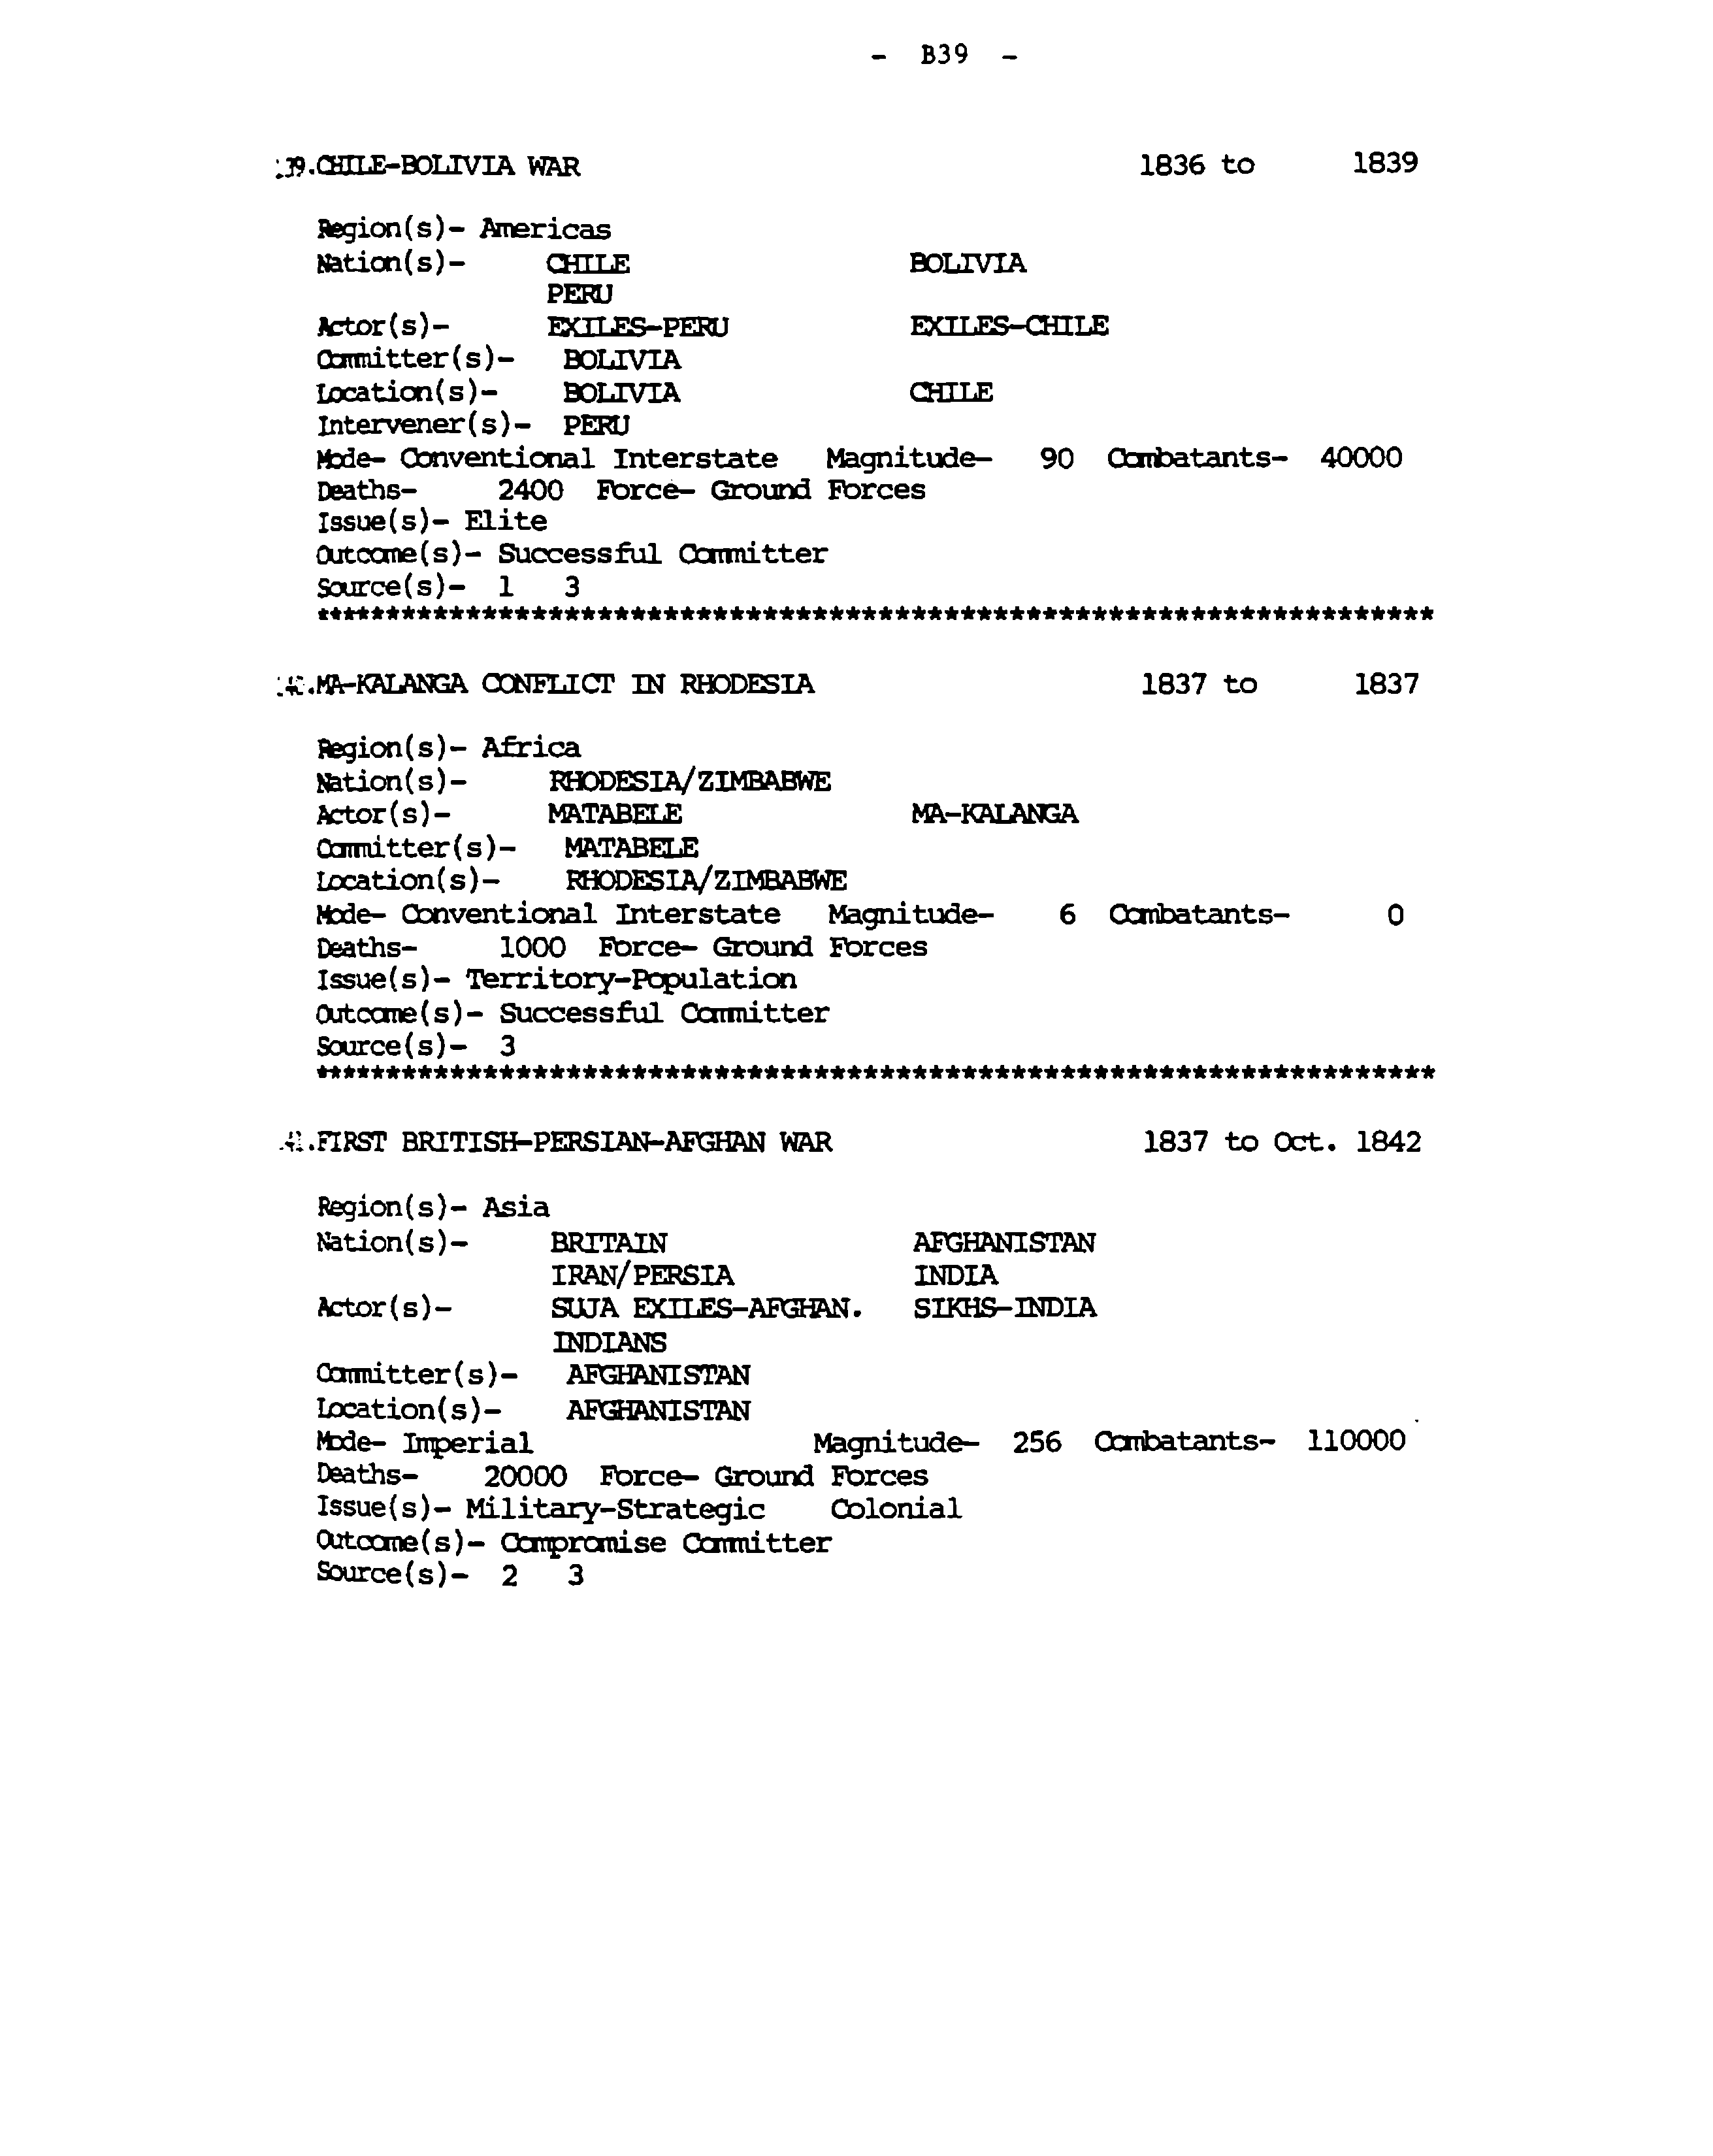 - B39 -
39.CHILE-BOLIVIA WAR 1836 to 1839
Region(s)- Americas
Nation(s)- CHILE BOLIVIA
PERU
Actor(s)- EXILES-PERU EXILES-CHILE
Committer(s)- BOLIVIA
Location(s)- BOLIVIA CHILE
Intervener(s)- PERU
Mode- Conventional Interstate Magnitude- 90 Combatants- 40000
Deaths- 2400 Force- Ground Forces
Issue(s)- Elite
Outcome(s)- Successful Committer
Source(s)- 1 3
********************************************************************
MA-KALANGA CONFLICT IN RHODESIA 1837 to 1837
Region(s)- Africa
Nation(s)- RHODESIA/ZIMBABWE
Actor(s)- MATABELE MA-KALANGA
Committer(s)- MATABELE
Location(s)- RHODESIA/ZIMBABWE
Mode- Conventional Interstate Magnitude- 6 Combatants- 0
Deaths- 1000 Force- Ground Forces
Issue(s)- Territory-Population
Outcome(s)- Successful Committer
Source(s)- 3
********************************************************************
FIRST BRITISH-PERSIAN-AFGHAN WAR 1837 to Oct. 1842
Region(s)- Asia
Nation(s)- BRITAIN AFGHANISTAN
IRAN/PERSIA INDIA
Actor(s)- SUJA EXILES-AFGHAN. SIKHS-INDIA
INDIANS
Committer(s)- AFGHANISTAN
Location(s)- AFGHANISTAN
Mode- Imperial Magnitude- 256 Combatants- 110000
Deaths- 20000 Force- Ground Forces
Issue(s)- Military-Strategic Colonial
Outcome(s)- Compromise Committer
Source(s)- 2 3